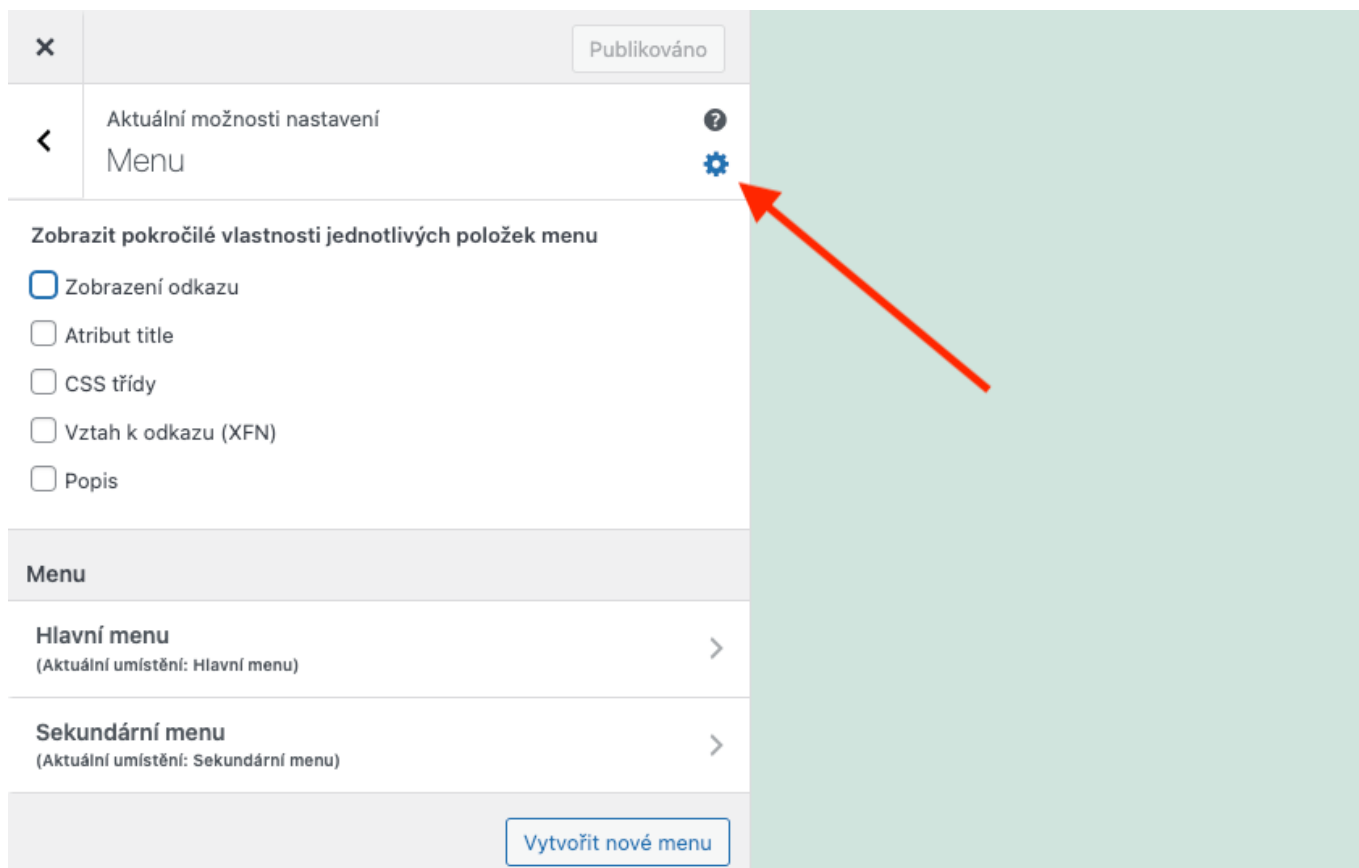 Publikováno
Aktuální možnosti nastavení
Menu
Zobrazit pokročilé vlastnosti jednotlivých položek menu
Zobrazení odkazu
Atribut title
CSS třídy
Vztah k odkazu (XFN)
Popis
Menu
Hlavní menu
(Aktuální umístění: Hlavní menu)
Sekundární menu
(Aktuální umístění: Sekundární menu)
Vytvořit nové menu